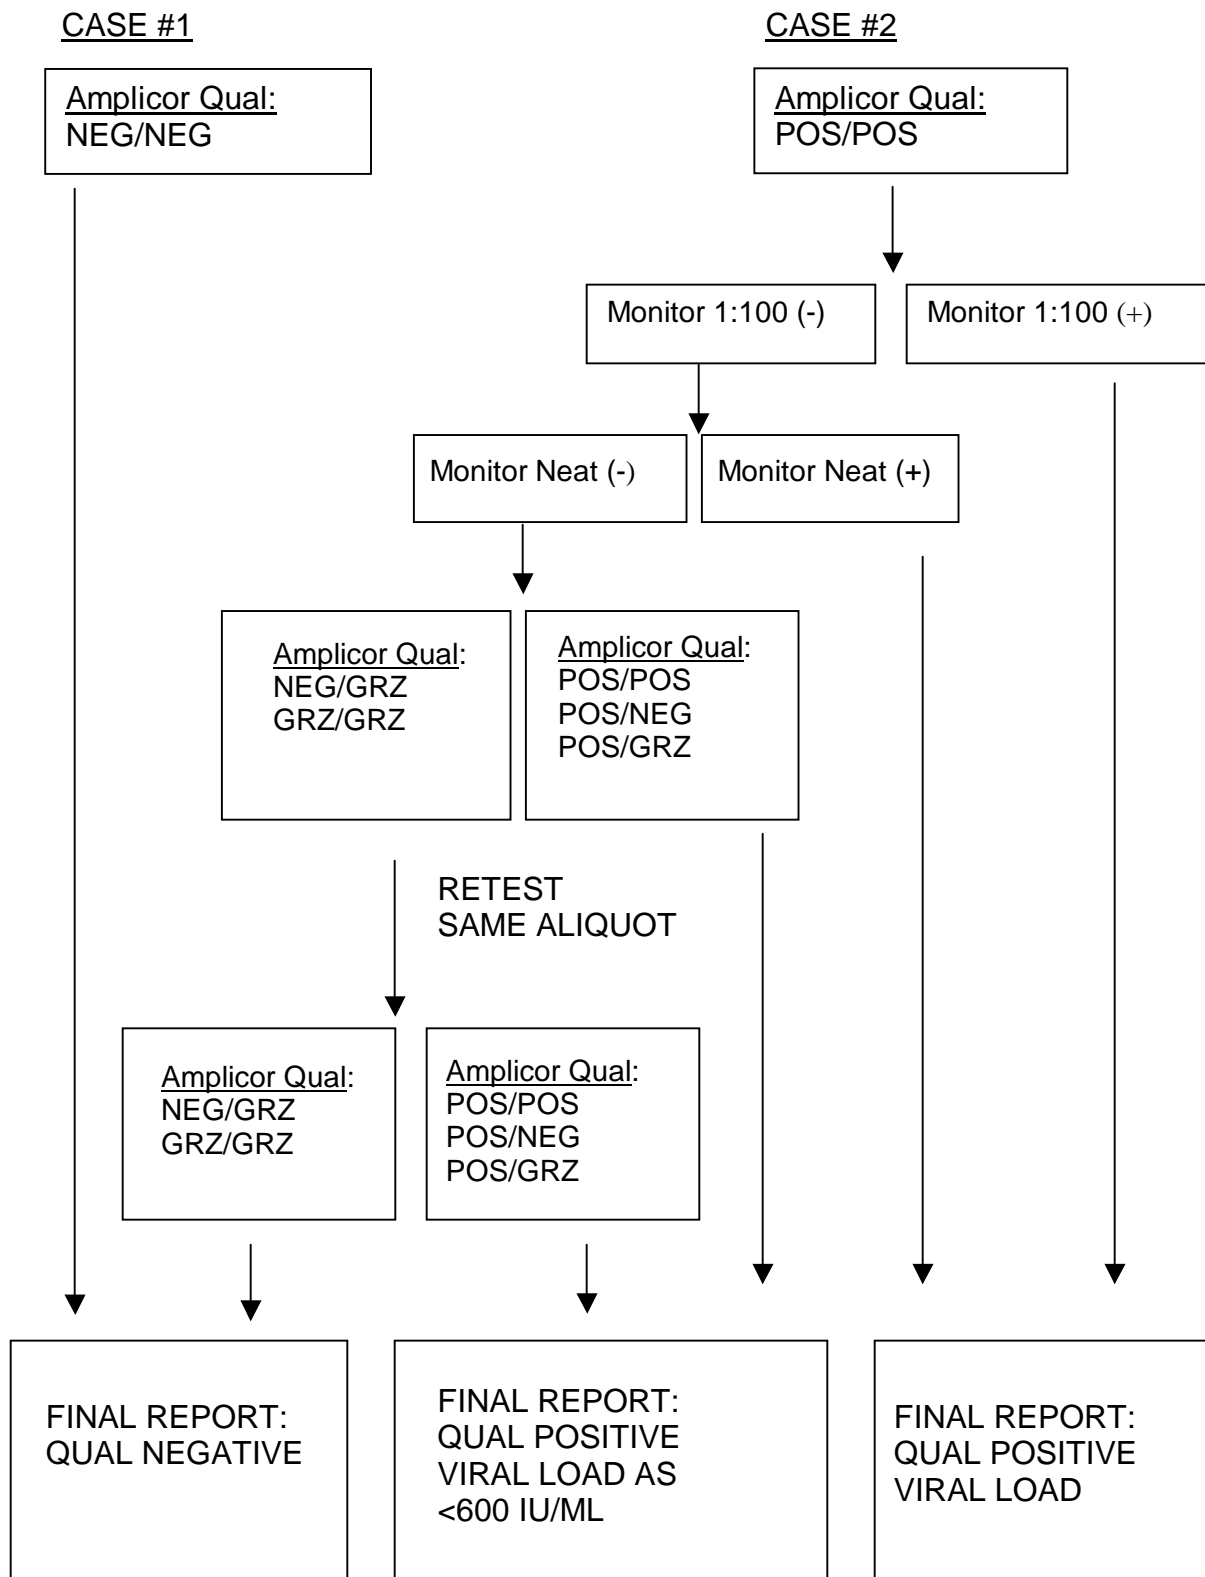 CASE #1
CASE #2
Amplicor Qual:
NEG/NEG
Amplicor Qual:
POS/POS
Monitor 1:100 (-)
Monitor 1:100 (+)
Monitor Neat (-)
Monitor Neat (+)
Amplicor Qual:
NEG/GRZ
GRZ/GRZ
Amplicor Qual:
POS/POS
POS/NEG
POS/GRZ
RETEST
SAME ALIQUOT
Amplicor Qual:
NEG/GRZ
GRZ/GRZ
Amplicor Qual:
POS/POS
POS/NEG
POS/GRZ
FINAL REPORT:
QUAL NEGATIVE
FINAL REPORT:
QUAL POSITIVE
VIRAL LOAD AS
<600 IU/ML
FINAL REPORT:
QUAL POSITIVE
VIRAL LOAD